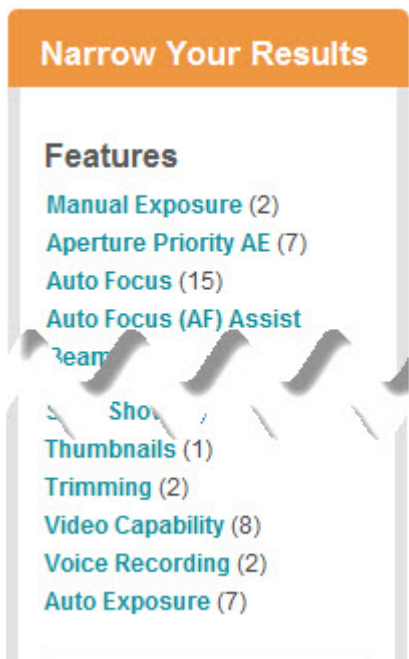 Narrow Your Results
Features
Manual Exposure (2)
Aperture Priority AE (7)
Auto Focus (15)
Auto Focus (AF) Assist
Beam
Thumbnails (1)
Trimming (2)
Video Capability (8)
Voice Recording (2)
Auto Exposure (7)